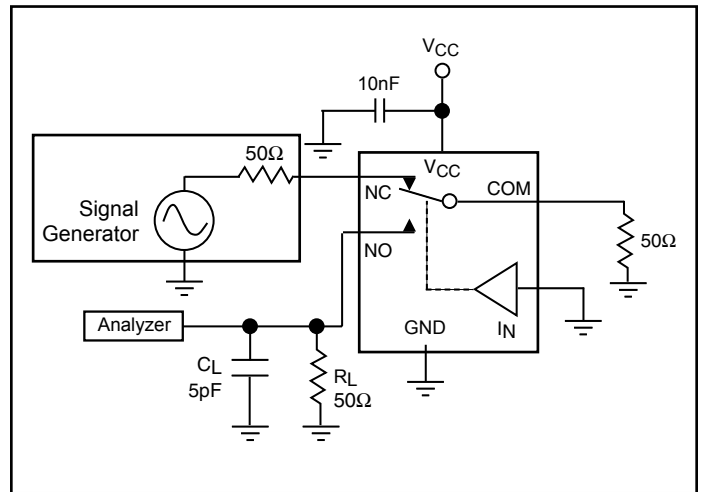 VCC
10nF
50Ω
Signal
Generator
VCC
NC
COM
NO
50Ω
Analyzer
GND
IN
CL
5pF
RL
50Ω